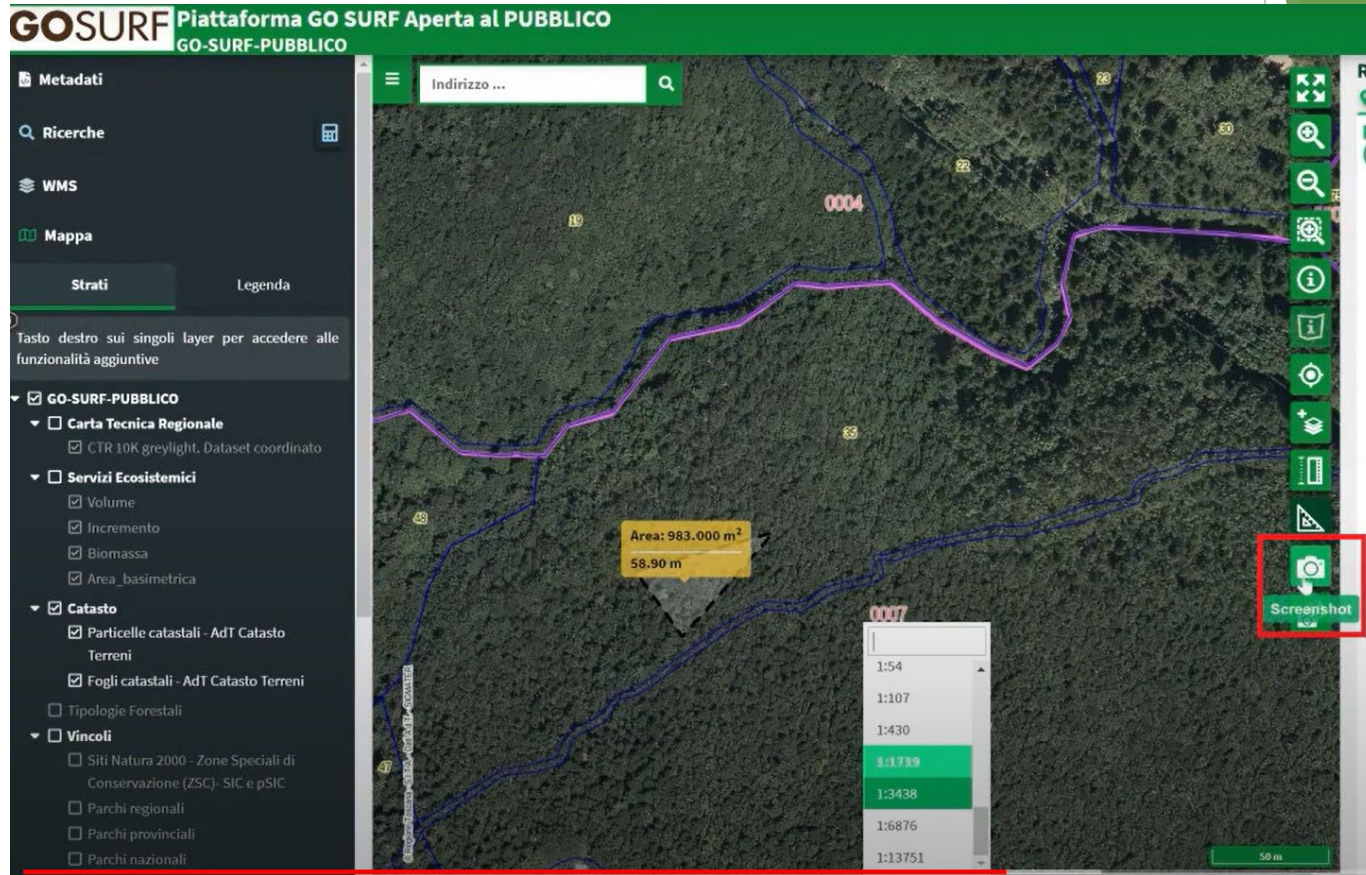 GOSURF
Piattaforma GO SURF Aperta al PUBBLICO
GO-SURF-PUBBLICO
Metadati
Ricerche
WMS
Mappa
Strati
Legenda
Tasto destro sui singoli layer per accedere alle
funzionalità aggiuntive
GO-SURF-PUBBLICO
Carta Tecnica Regionale
CTR 10K greylight. Dataset coordinato
Servizi Ecosistemici
Volume
Incremento
Biomassa
Area_basimetrica
Catasto
Particelle catastali - AdT Catasto
Terreni
Fogli catastali - AdT Catasto Terreni
Tipologie Forestali
Vincoli
Siti Natura 2000 - Zone Speciali di
Conservazione (ZSC)- SIC e pSIC
Parchi regionali
Parchi provinciali
Parchi nazionali
Indirizzo ...
23
30
22
0004
19
35
48
Area: 983.000 m²
58.90 m
0007
47
1:54
1:107
1:430
1:1719
1:3438
1:6876
1:13751
Screenshot
50 m